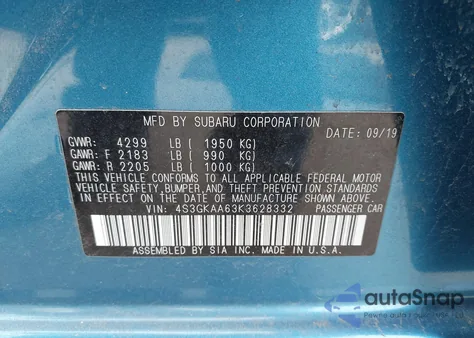 MFD BY SUBARU CORPORATION
DATE: 09/19
GVWR: 4299 LB ( 1950 KG)
GAWR: F 2183 LB ( 990 KG)
GAWR: R 2205 LB ( 1000 KG)
THIS VEHICLE CONFORMS TO ALL APPLICABLE FEDERAL MOTOR
VEHICLE SAFETY, BUMPER, AND THEFT PREVENTION STANDARDS
IN EFFECT ON THE DATE OF MANUFACTURE SHOWN ABOVE.
VIN: 4S3GKAA63K3628332 PASSENGER CAR
ASSEMBLED BY SIA INC. MADE IN U.S.A.
autoSnap